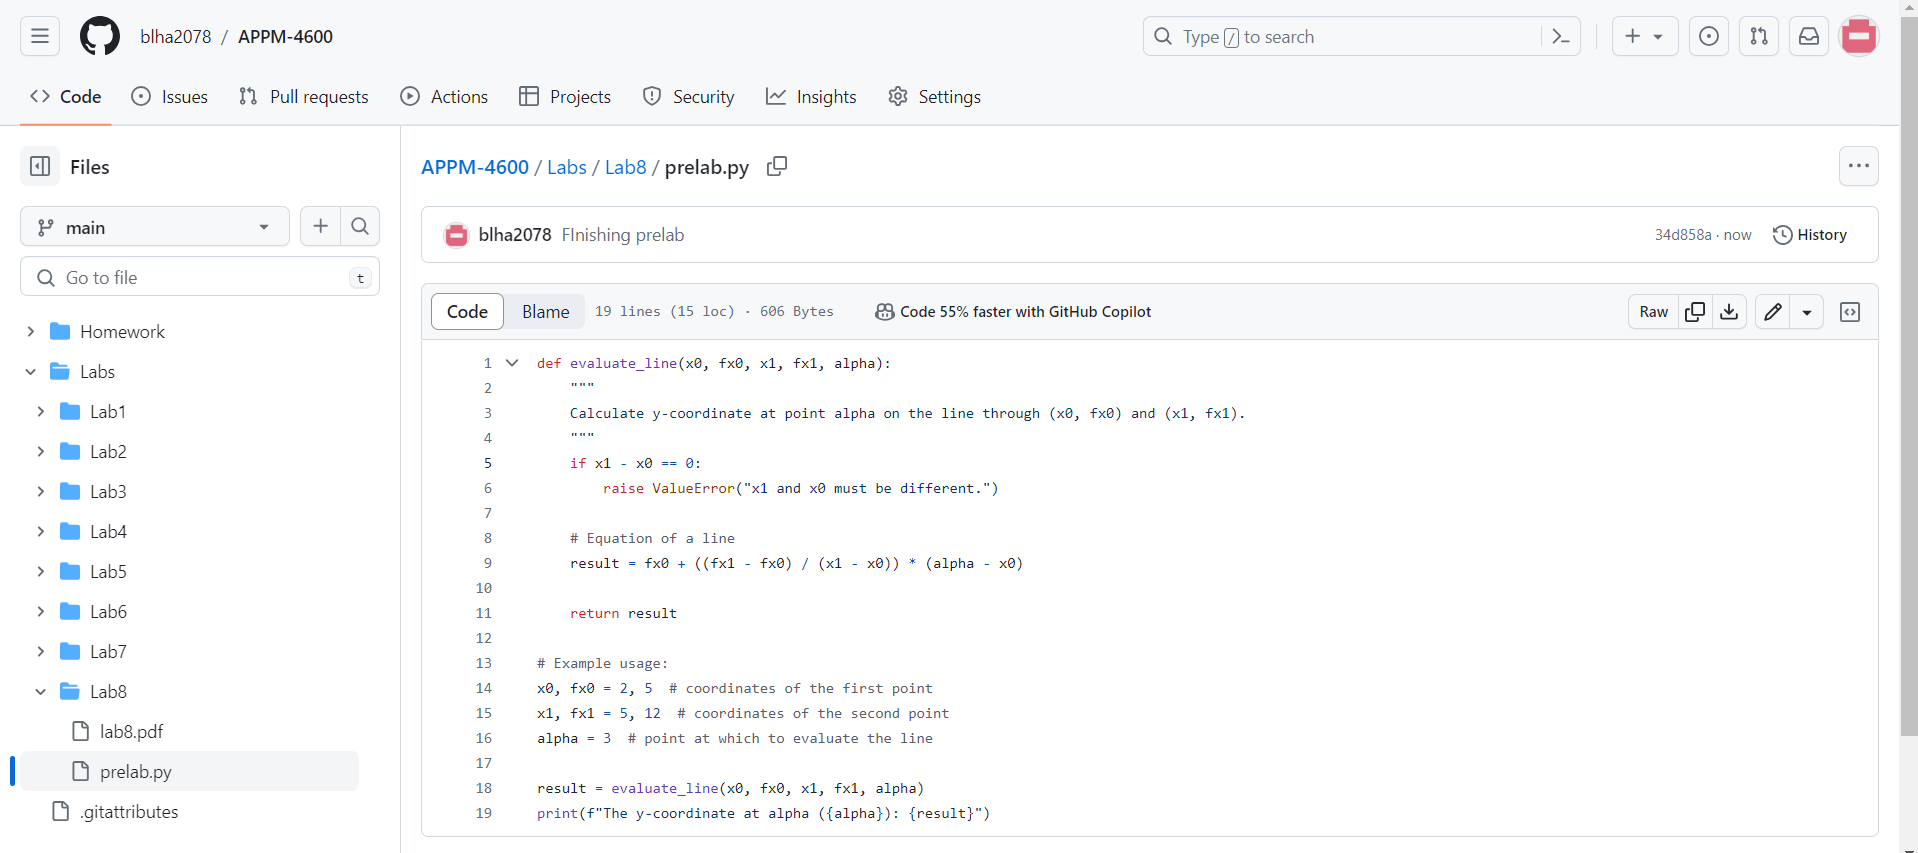 blha2078 / APPM-4600
Type / to search
Code Issues Pull requests Actions Projects Security Insights Settings
Files
main
Go to file t
Homework
Labs
Lab1
Lab2
Lab3
Lab4
Lab5
Lab6
Lab7
Lab8
lab8.pdf
prelab.py
.gitattributes
APPM-4600 / Labs / Lab8 / prelab.py
blha2078 FInishing prelab 34d858a · now History
Code Blame 19 lines (15 loc) · 606 Bytes Code 55% faster with GitHub Copilot Raw
1 def evaluate_line(x0, fx0, x1, fx1, alpha):
2 """
3 Calculate y-coordinate at point alpha on the line through (x0, fx0) and (x1, fx1).
4 """
5 if x1 - x0 == 0:
6 raise ValueError("x1 and x0 must be different.")
7
8 # Equation of a line
9 result = fx0 + ((fx1 - fx0) / (x1 - x0)) * (alpha - x0)
10
11 return result
12
13 # Example usage:
14 x0, fx0 = 2, 5 # coordinates of the first point
15 x1, fx1 = 5, 12 # coordinates of the second point
16 alpha = 3 # point at which to evaluate the line
17
18 result = evaluate_line(x0, fx0, x1, fx1, alpha)
19 print(f"The y-coordinate at alpha ({alpha}): {result}")